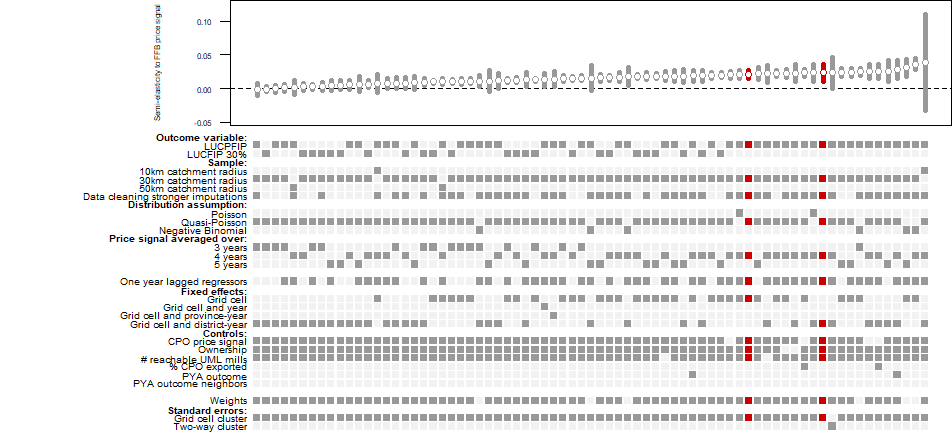 Semi-elasticity to FFB price signal
0.10
0.05
0.00
-0.05
Outcome variable:
LUCPFIP
LUCFIP 30%
Sample:
10km catchment radius
30km catchment radius
50km catchment radius
Data cleaning stronger imputations
Distribution assumption:
Poisson
Quasi-Poisson
Negative Binomial
Price signal averaged over:
3 years
4 years
5 years
One year lagged regressors
Fixed effects:
Grid cell
Grid cell and year
Grid cell and province-year
Grid cell and district-year
Controls:
CPO price signal
Ownership
# reachable UML mills
% CPO exported
PYA outcome
PYA outcome neighbors
Weights
Standard errors:
Grid cell cluster
Two-way cluster